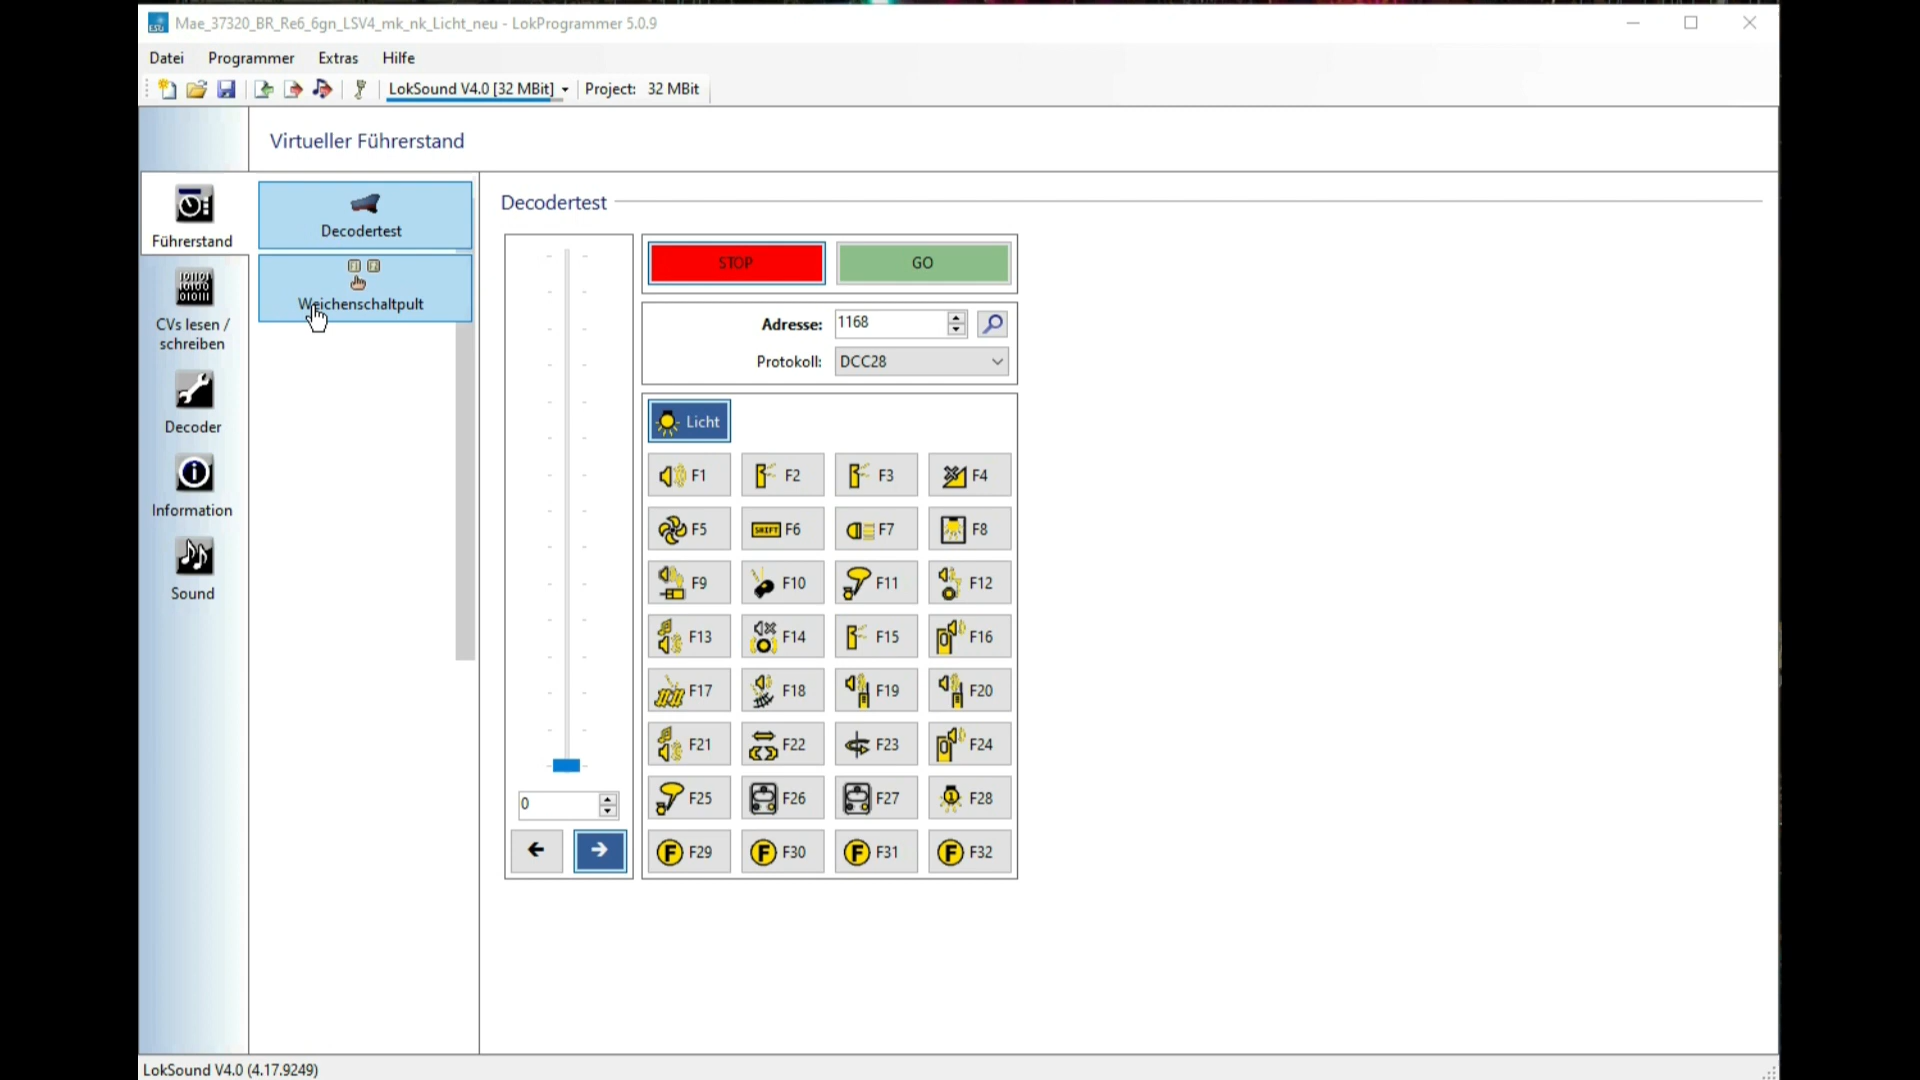 Mae_37320_BR_Re6_6gn_LSV4_mk_nk_Licht_neu - LokProgrammer 5.0.9
Datei Programmer Extras Hilfe
LokSound V4.0 [32 MBit] Project: 32 MBit
Virtueller Führerstand
Führerstand
CVs lesen /
schreiben
Decoder
Information
Sound
Decodertest
Weichenschaltpult
Decodertest
0
STOP GO
Adresse: 1168
Protokoll: DCC28
Licht
F1 F2 F3 F4
F5 SHIFT F6 F7 F8
F9 F10 F11 F12
F13 F14 F15 F16
F17 F18 F19 F20
F21 F22 F23 F24
F25 F26 F27 F28
F F29 F F30 F F31 F F32
LokSound V4.0 (4.17.9249)